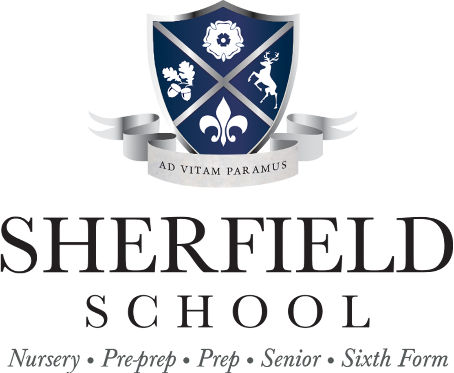 AD VITAM PARAMUS
SHERFIELD
SCHOOL
Nursery • Pre-prep • Prep • Senior • Sixth Form